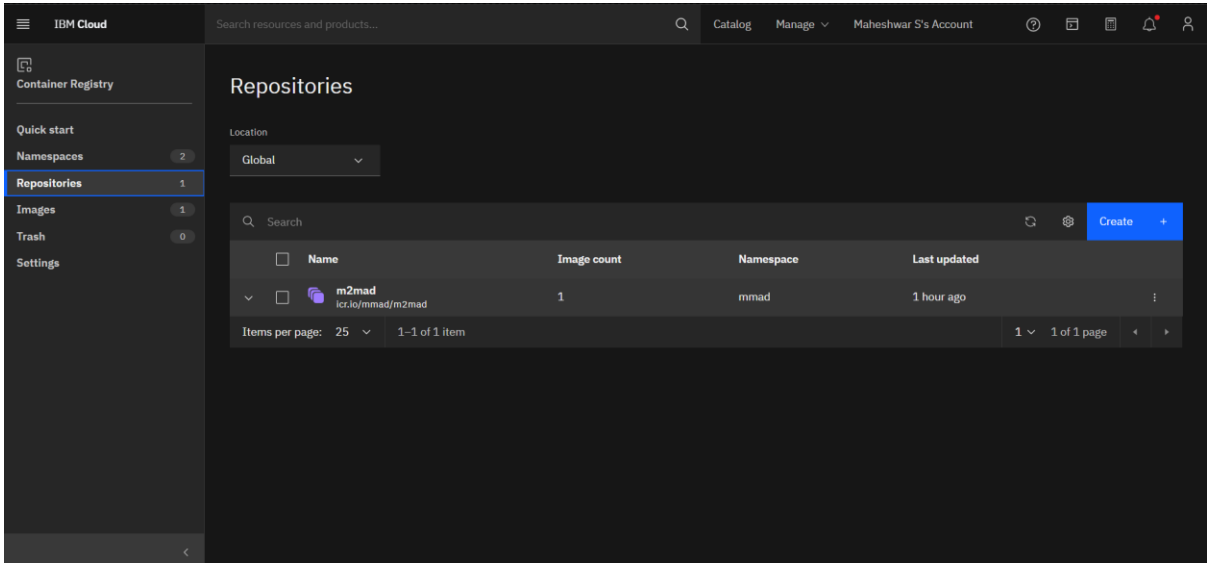 IBM Cloud
Search resources and products...
Catalog
Manage
Maheshwar S's Account
Container Registry
Quick start
Namespaces 2
Repositories 1
Images 1
Trash 0
Settings
Repositories
Location
Global
Search
Create +
Name Image count Namespace Last updated
m2mad
icr.io/mmad/m2mad
1 mmad 1 hour ago
Items per page: 25 1–1 of 1 item 1 1 of 1 page